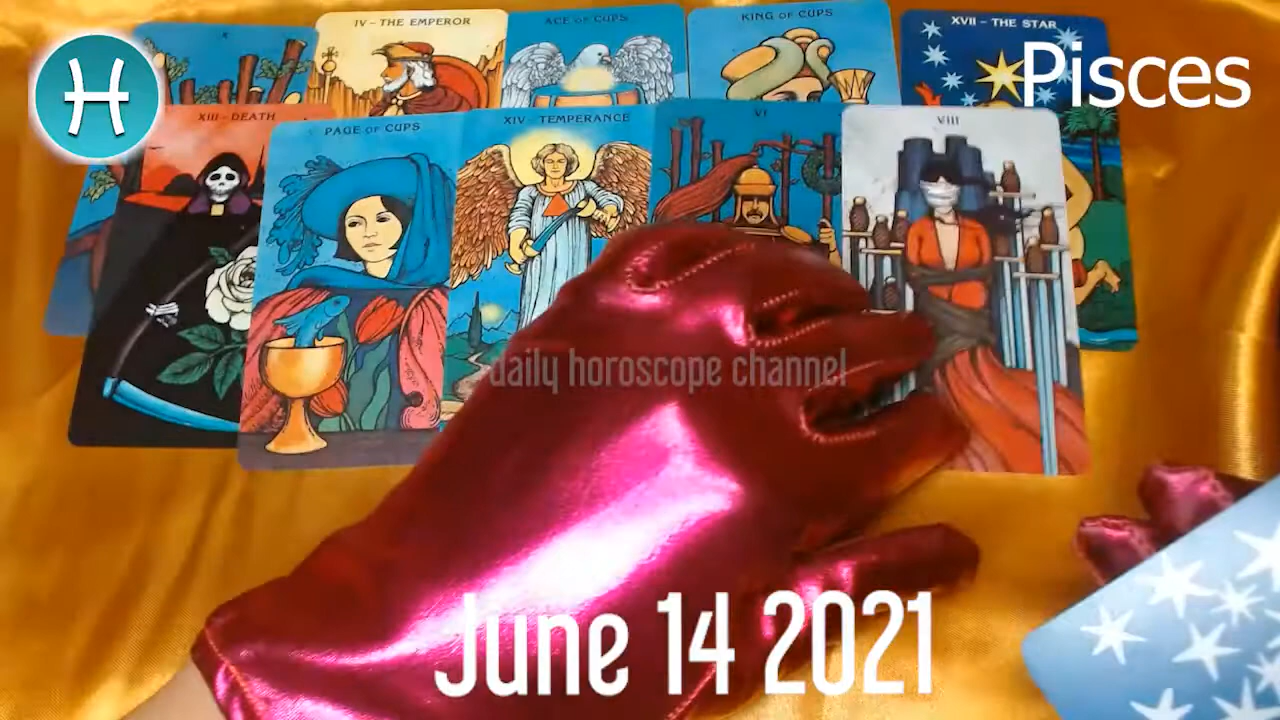 X
IV - THE EMPEROR
ACE OF CUPS
KING OF CUPS
XVII - THE STAR
Pisces
XIII - DEATH
PAGE OF CUPS
XIV - TEMPERANCE
VI
VIII
daily horoscope channel
June 14 2021